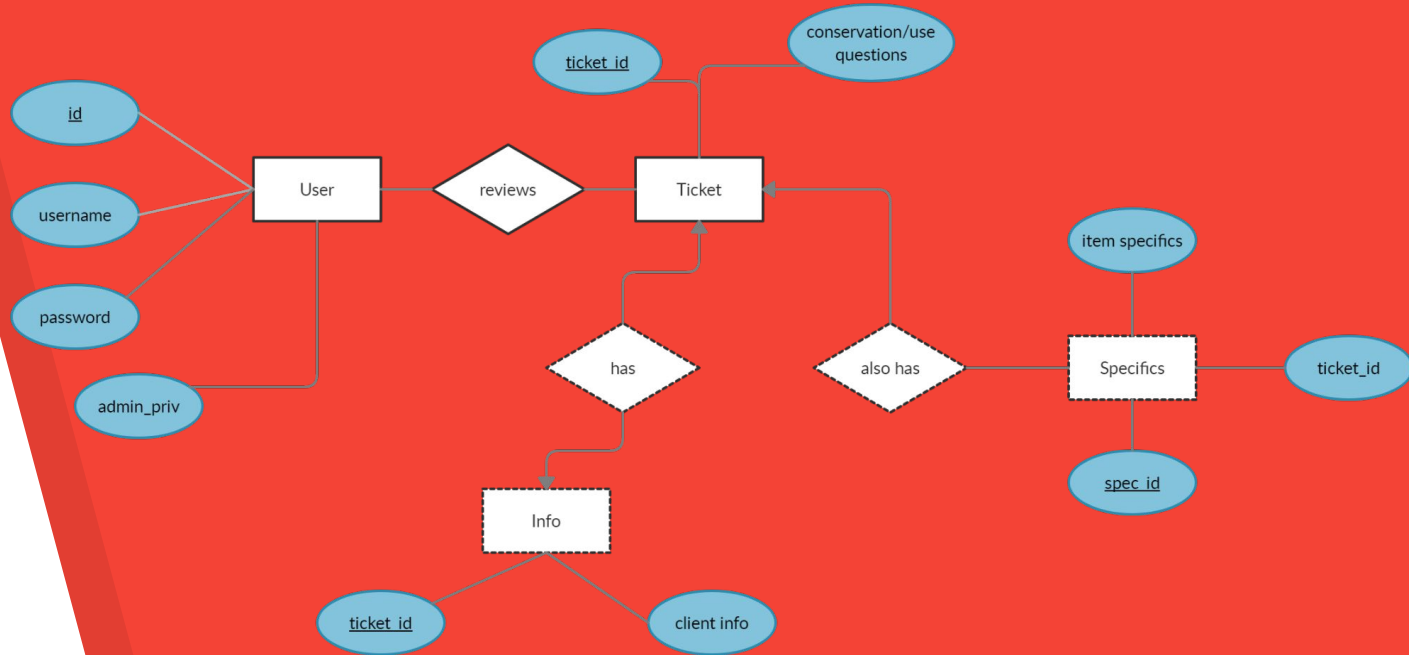 conservation/use
questions
ticket_id
id
User
reviews
Ticket
username
item specifics
password
has
also has
Specifics
ticket_id
admin_priv
spec_id
Info
ticket_id
client info